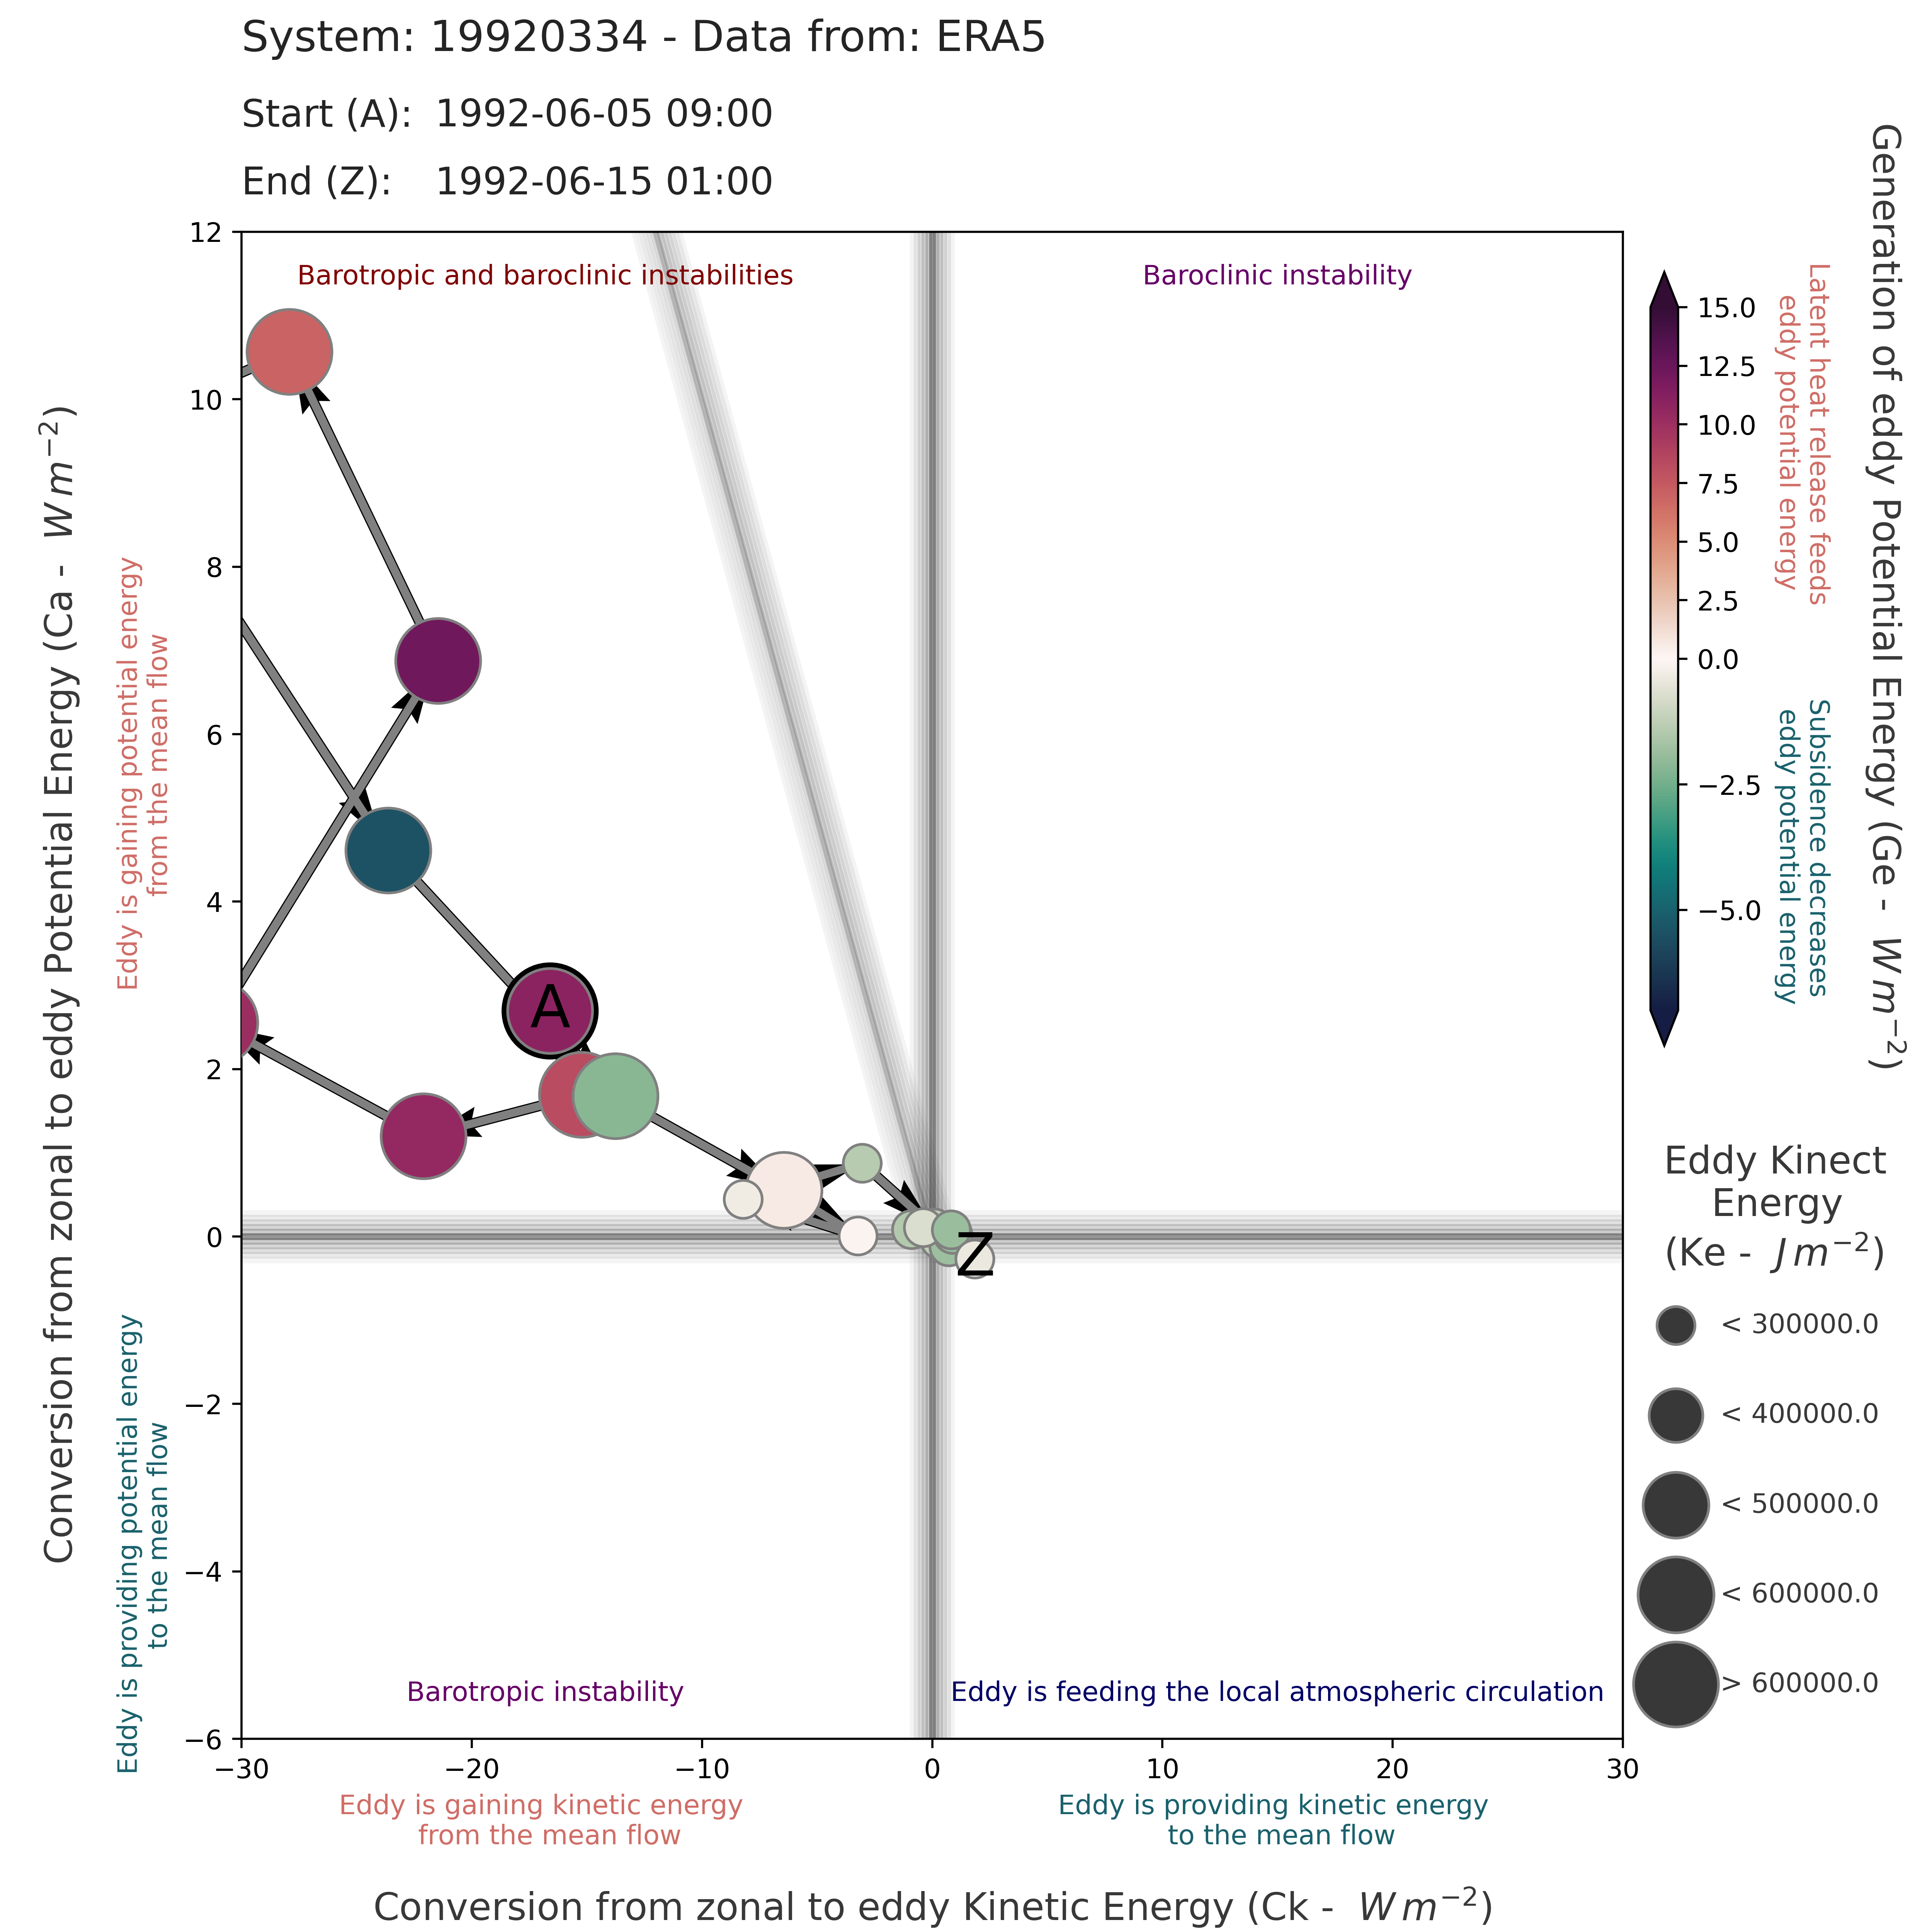 System: 19920334 - Data from: ERA5
Start (A): 1992-06-05 09:00
End (Z): 1992-06-15 01:00
Barotropic and baroclinic instabilities
Baroclinic instability
Barotropic instability
Eddy is feeding the local atmospheric circulation
A
Z
12
10
8
6
4
2
0
−2
−4
−6
−30
−20
−10
0
10
20
30
Eddy is gaining kinetic energy
from the mean flow
Eddy is providing kinetic energy
to the mean flow
Conversion from zonal to eddy Kinetic Energy (Ck - W m−2)
Conversion from zonal to eddy Potential Energy (Ca - W m−2)
Eddy is gaining potential energy
from the mean flow
Eddy is providing potential energy
to the mean flow
15.0
12.5
10.0
7.5
5.0
2.5
0.0
−2.5
−5.0
Latent heat release feeds
eddy potential energy
Subsidence decreases
eddy potential energy
Generation of eddy Potential Energy (Ge - W m−2)
Eddy Kinect
Energy
(Ke - J m−2)
< 300000.0
< 400000.0
< 500000.0
< 600000.0
> 600000.0